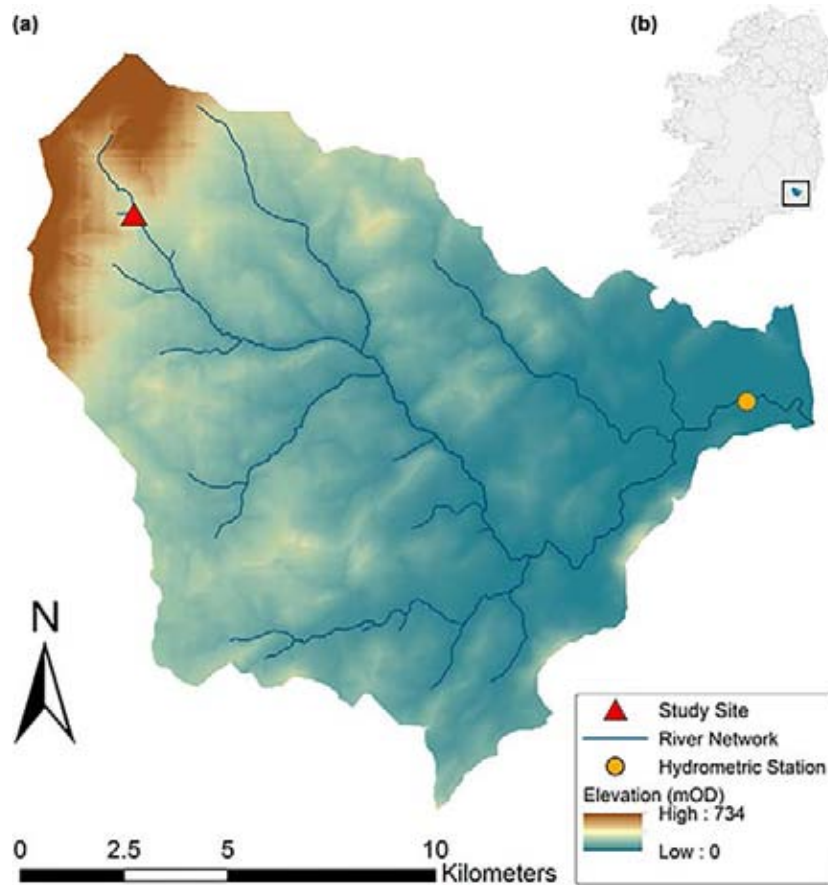 (a)
(b)
N
Study Site
River Network
Hydrometric Station
Elevation (mOD)
High : 734
Low : 0
0 2.5 5 10
Kilometers